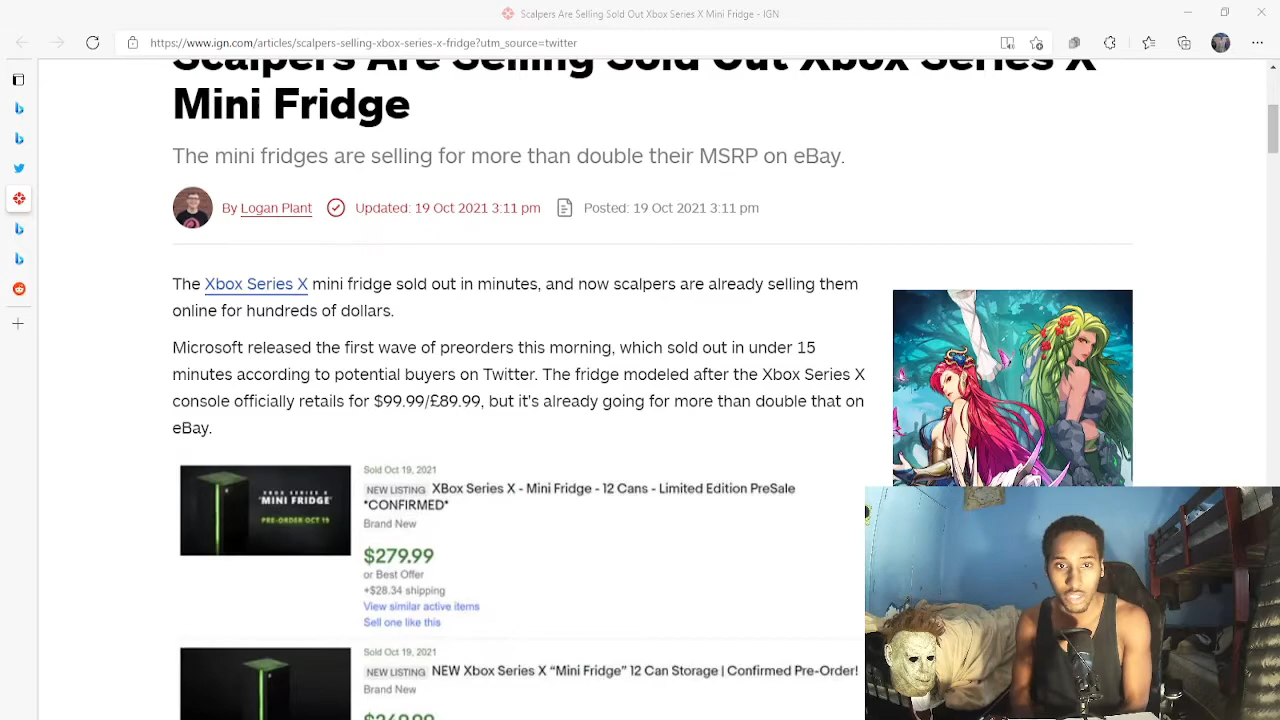 Scalpers Are Selling Sold Out Xbox Series X Mini Fridge - IGN
https://www.ign.com/articles/scalpers-selling-xbox-series-x-fridge?utm_source=twitter
Scalpers Are Selling Sold Out Xbox Series X
Mini Fridge
The mini fridges are selling for more than double their MSRP on eBay.
By Logan Plant Updated: 19 Oct 2021 3:11 pm Posted: 19 Oct 2021 3:11 pm
The Xbox Series X mini fridge sold out in minutes, and now scalpers are already selling them
online for hundreds of dollars.
Microsoft released the first wave of preorders this morning, which sold out in under 15
minutes according to potential buyers on Twitter. The fridge modeled after the Xbox Series X
console officially retails for $99.99/£89.99, but it's already going for more than double that on
eBay.
XBOX SERIES X
"MINI FRIDGE"
PRE-ORDER OCT 19
Sold Oct 19, 2021
NEW LISTING XBox Series X - Mini Fridge - 12 Cans - Limited Edition PreSale
*CONFIRMED*
Brand New
$279.99
or Best Offer
+$28.34 shipping
View similar active items
Sell one like this
Sold Oct 19, 2021
NEW LISTING NEW Xbox Series X “Mini Fridge” 12 Can Storage | Confirmed Pre-Order!
Brand New